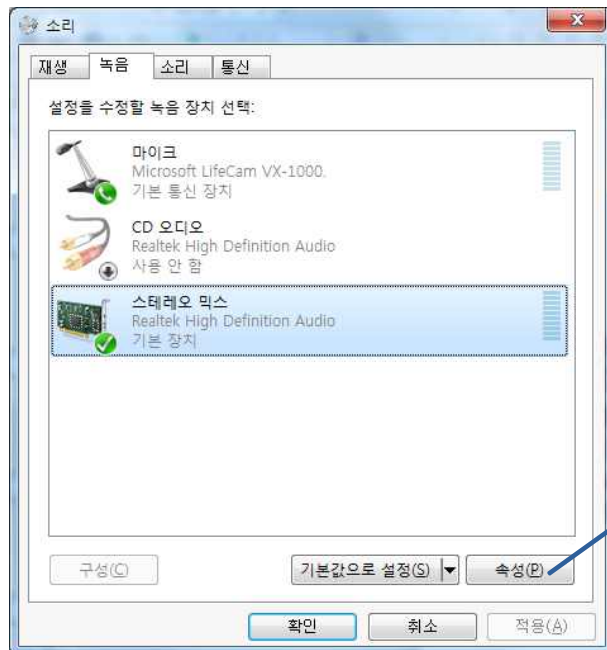 소리
재생 녹음 소리 통신
설정을 수정할 녹음 장치 선택:
마이크
Microsoft LifeCam VX-1000.
기본 통신 장치
CD 오디오
Realtek High Definition Audio
사용 안 함
스테레오 믹스
Realtek High Definition Audio
기본 장치
구성(C) 기본값으로 설정(S) 속성(P)
확인 취소 적용(A)